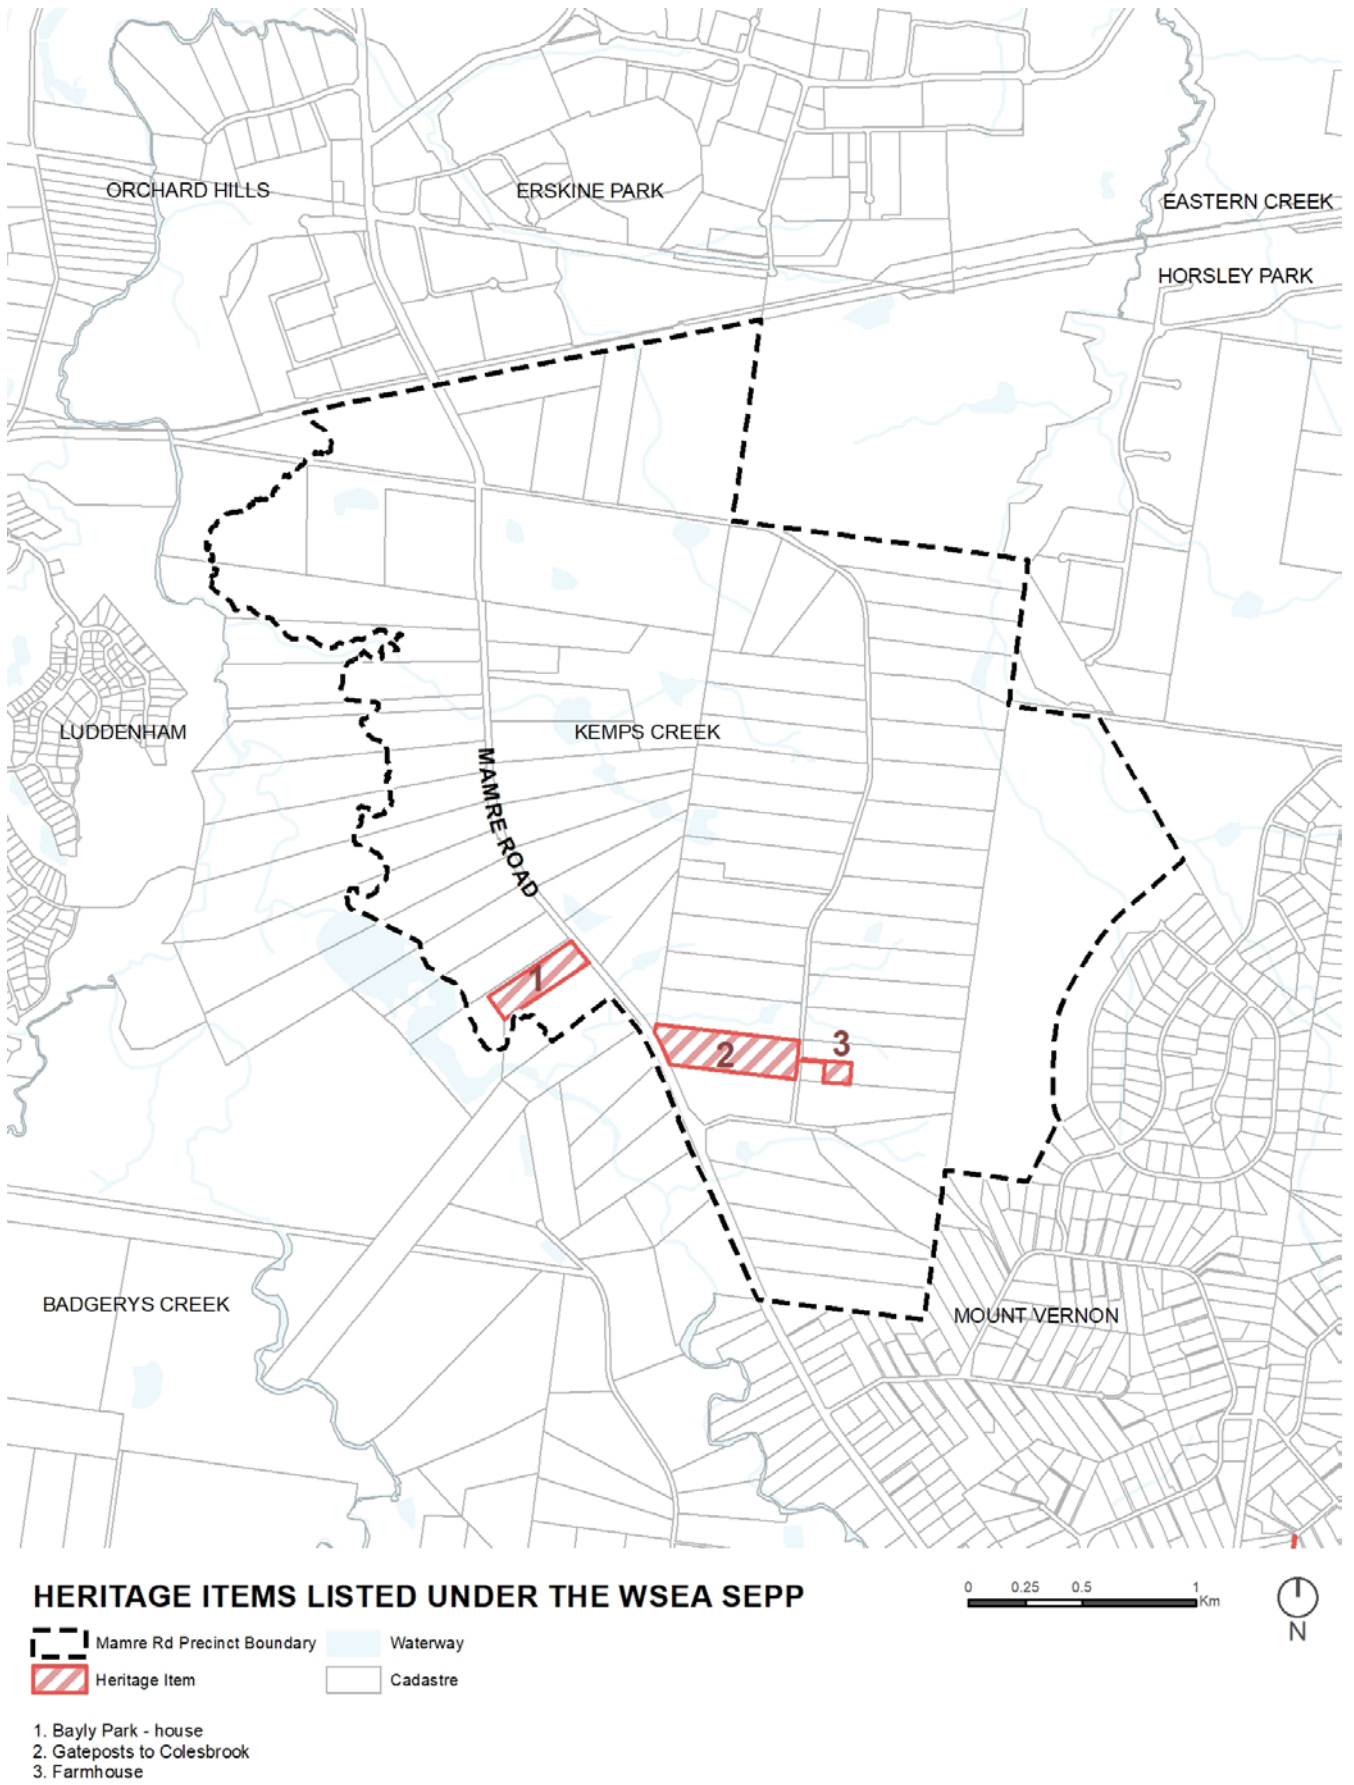 ORCHARD HILLS
ERSKINE PARK
EASTERN CREEK
HORSLEY PARK
LUDDENHAM
KEMPS CREEK
MAMRE ROAD
1
2
3
BADGERYS CREEK
MOUNT VERNON
HERITAGE ITEMS LISTED UNDER THE WSEA SEPP
0 0.25 0.5 1
Km
N
Mamre Rd Precinct Boundary
Waterway
Heritage Item
Cadastre
1. Bayly Park - house
2. Gateposts to Colesbrook
3. Farmhouse